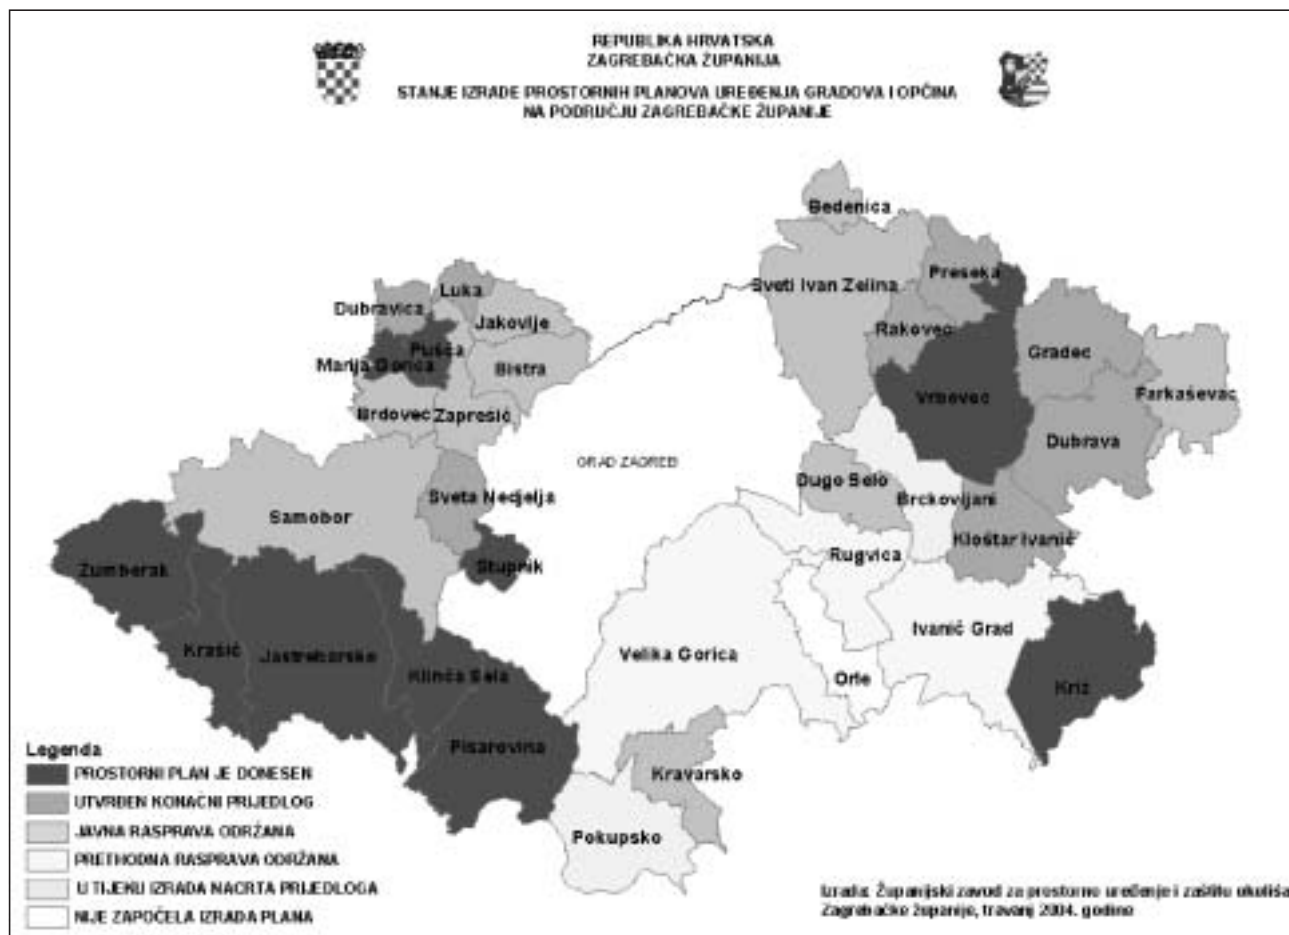 REPUBLIKA HRVATSKA
ZAGREBAČKA ŽUPANIJA
STANJE IZRADE PROSTORNIH PLANOVA UREĐENJA GRADOVA I OPĆINA
NA PODRUČJU ZAGREBAČKE ŽUPANIJE
Bedenica
Sveti Ivan Zelina
Preseka
Luka
Dubravica
Jakovlje
Rakovec
Pušća
Marija Gorica
Bistra
Gradec
Farkaševac
Vrbovec
Brdovec
Zaprešić
Dubrava
GRAD ZAGREB
Dugo Selo
Sveta Nedjelja
Brckovljani
Samobor
Kloštar Ivanić
Rugvica
Stupnik
Žumberak
Ivanić Grad
Krašić
Jastrebarsko
Velika Gorica
Klinča Sela
Orle
Križ
Pisarovina
Kravarsko
Pokupsko
Legenda
PROSTORNI PLAN JE DONESEN
UTVRĐEN KONAČNI PRIJEDLOG
JAVNA RASPRAVA ODRŽANA
PRETHODNA RASPRAVA ODRŽANA
U TIJEKU IZRADA NACRTA PRIJEDLOGA
NIJE ZAPOČELA IZRADA PLANA
Izrada: Županijski zavod za prostorno uređenje i zaštitu okoliša
Zagrebačke županije, travanj 2004. godine